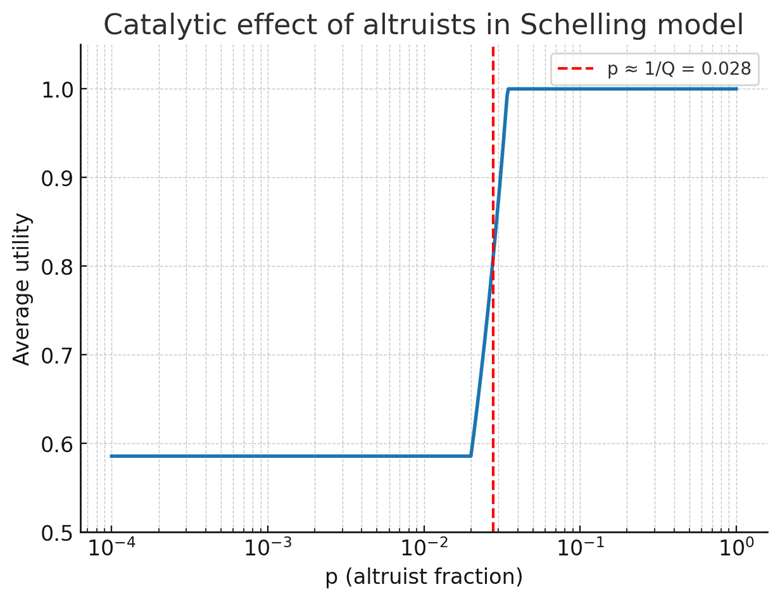 Catalytic effect of altruists in Schelling model
p ≈ 1/Q = 0.028
Average utility
1.0
0.9
0.8
0.7
0.6
0.5
10⁻⁴ 10⁻³ 10⁻² 10⁻¹ 10⁰
p (altruist fraction)